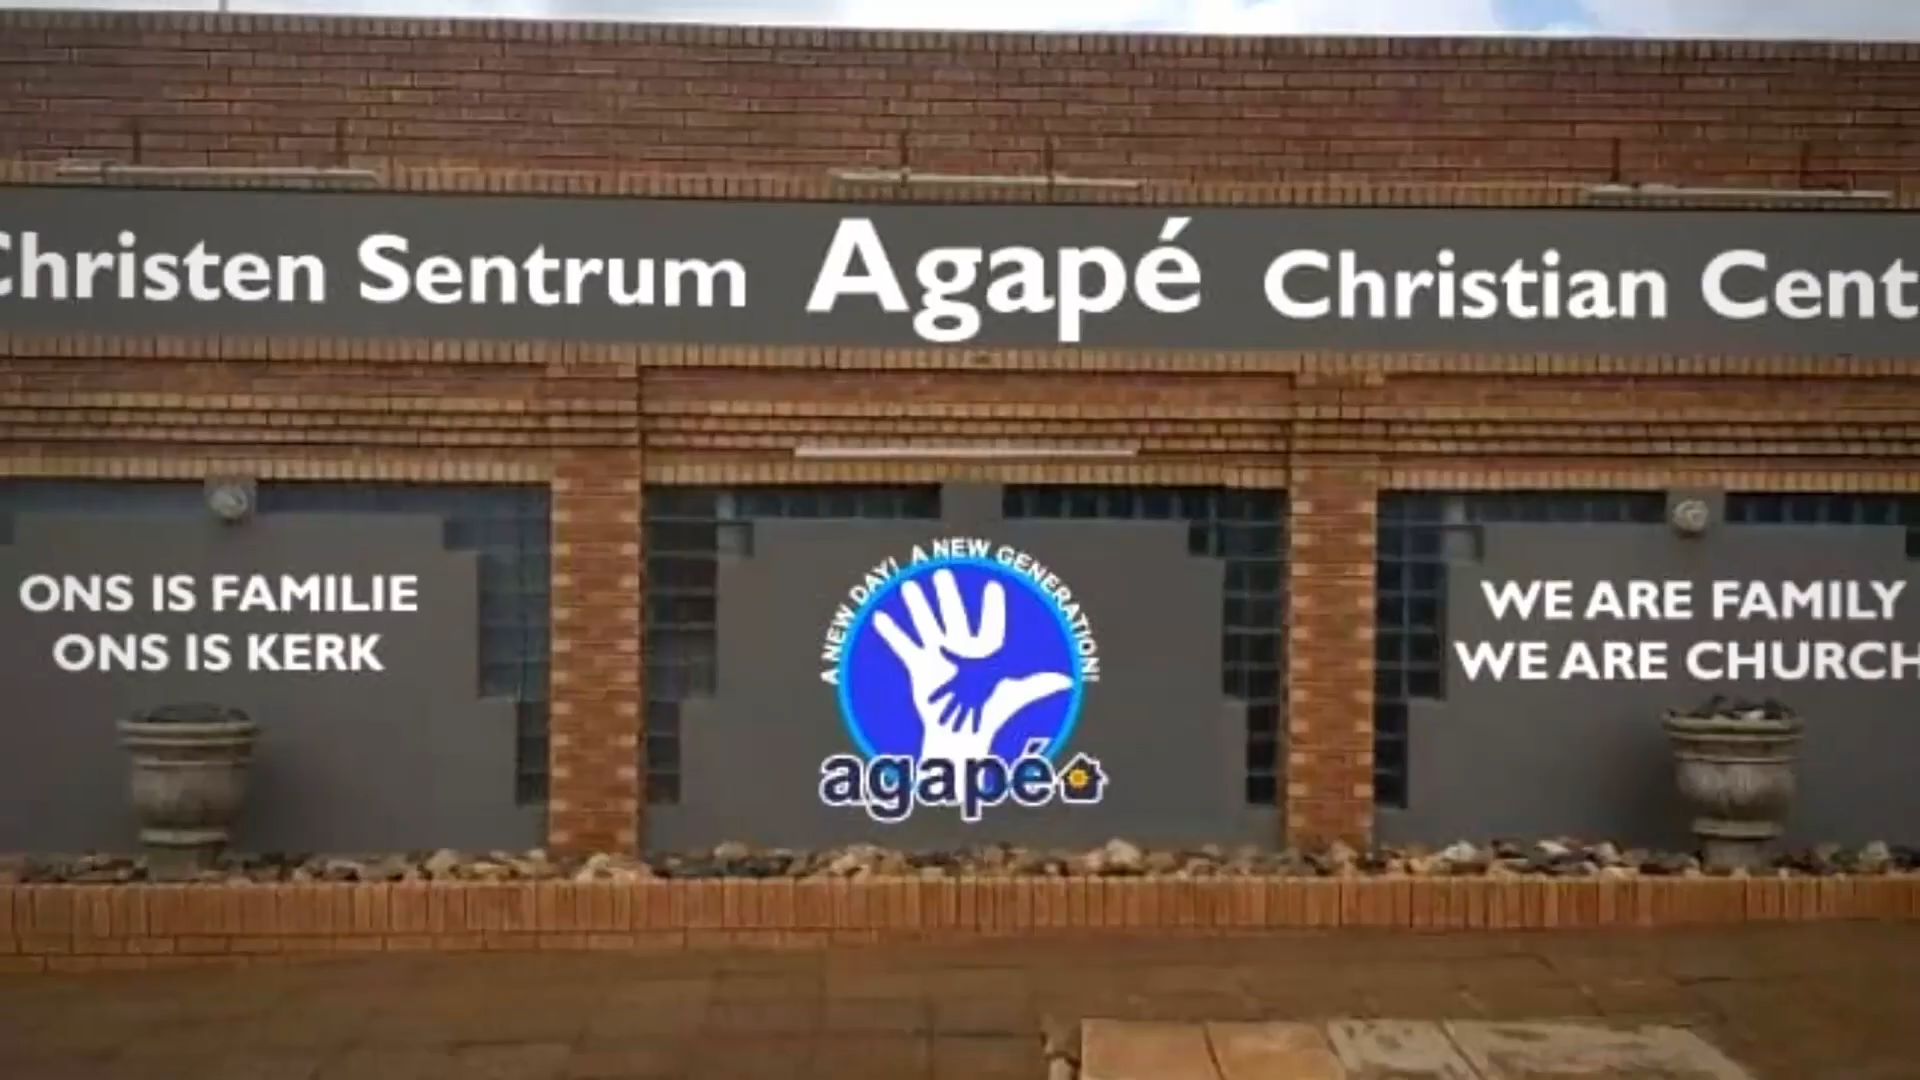 Christen Sentrum Agapé Christian Cent
ONS IS FAMILIE
ONS IS KERK
A NEW DAY! A NEW GENERATION!
agapé
WE ARE FAMILY
WE ARE CHURCH